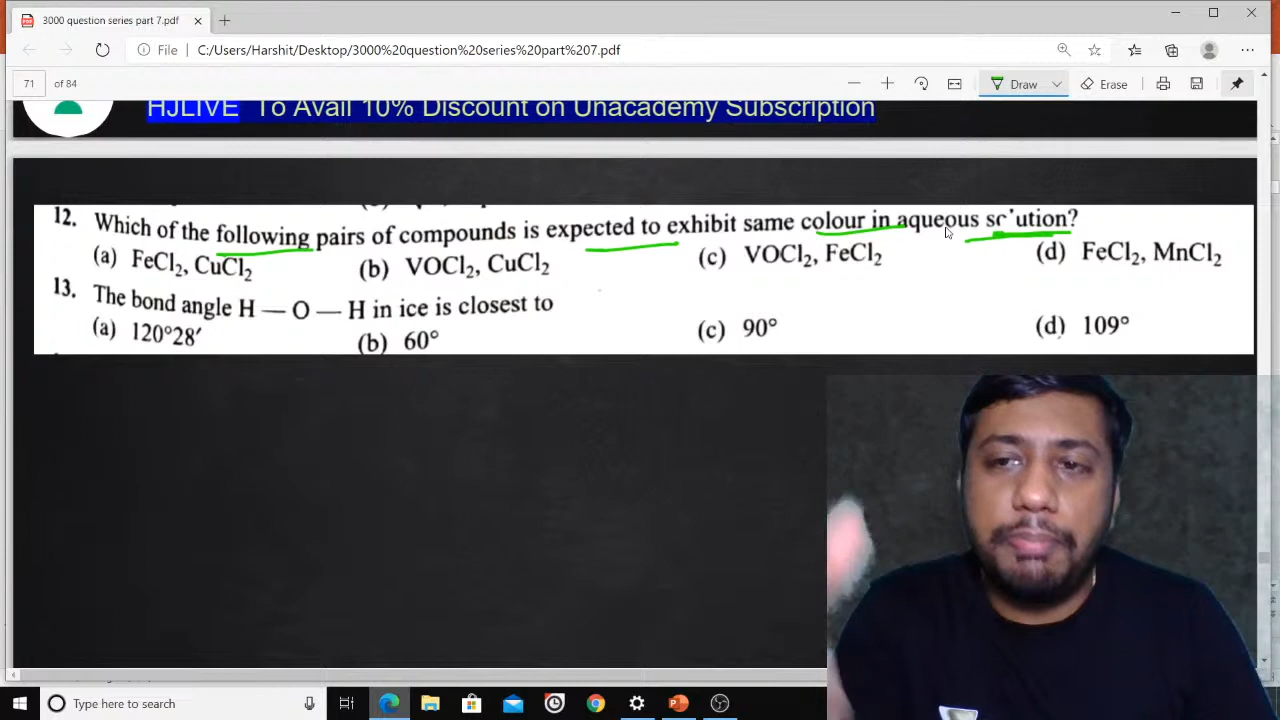 3000 question series part 7.pdf
File C:/Users/Harshit/Desktop/3000%20question%20series%20part%207.pdf
71 of 84 Draw Erase
HJLIVE To Avail 10% Discount on Unacademy Subscription
12. Which of the following pairs of compounds is expected to exhibit same colour in aqueous so'ution?
(a) FeCl₂, CuCl₂ (b) VOCl₂, CuCl₂ (c) VOCl₂, FeCl₂ (d) FeCl₂, MnCl₂
13. The bond angle H — O — H in ice is closest to
(a) 120°28′ (b) 60° (c) 90° (d) 109°
Type here to search